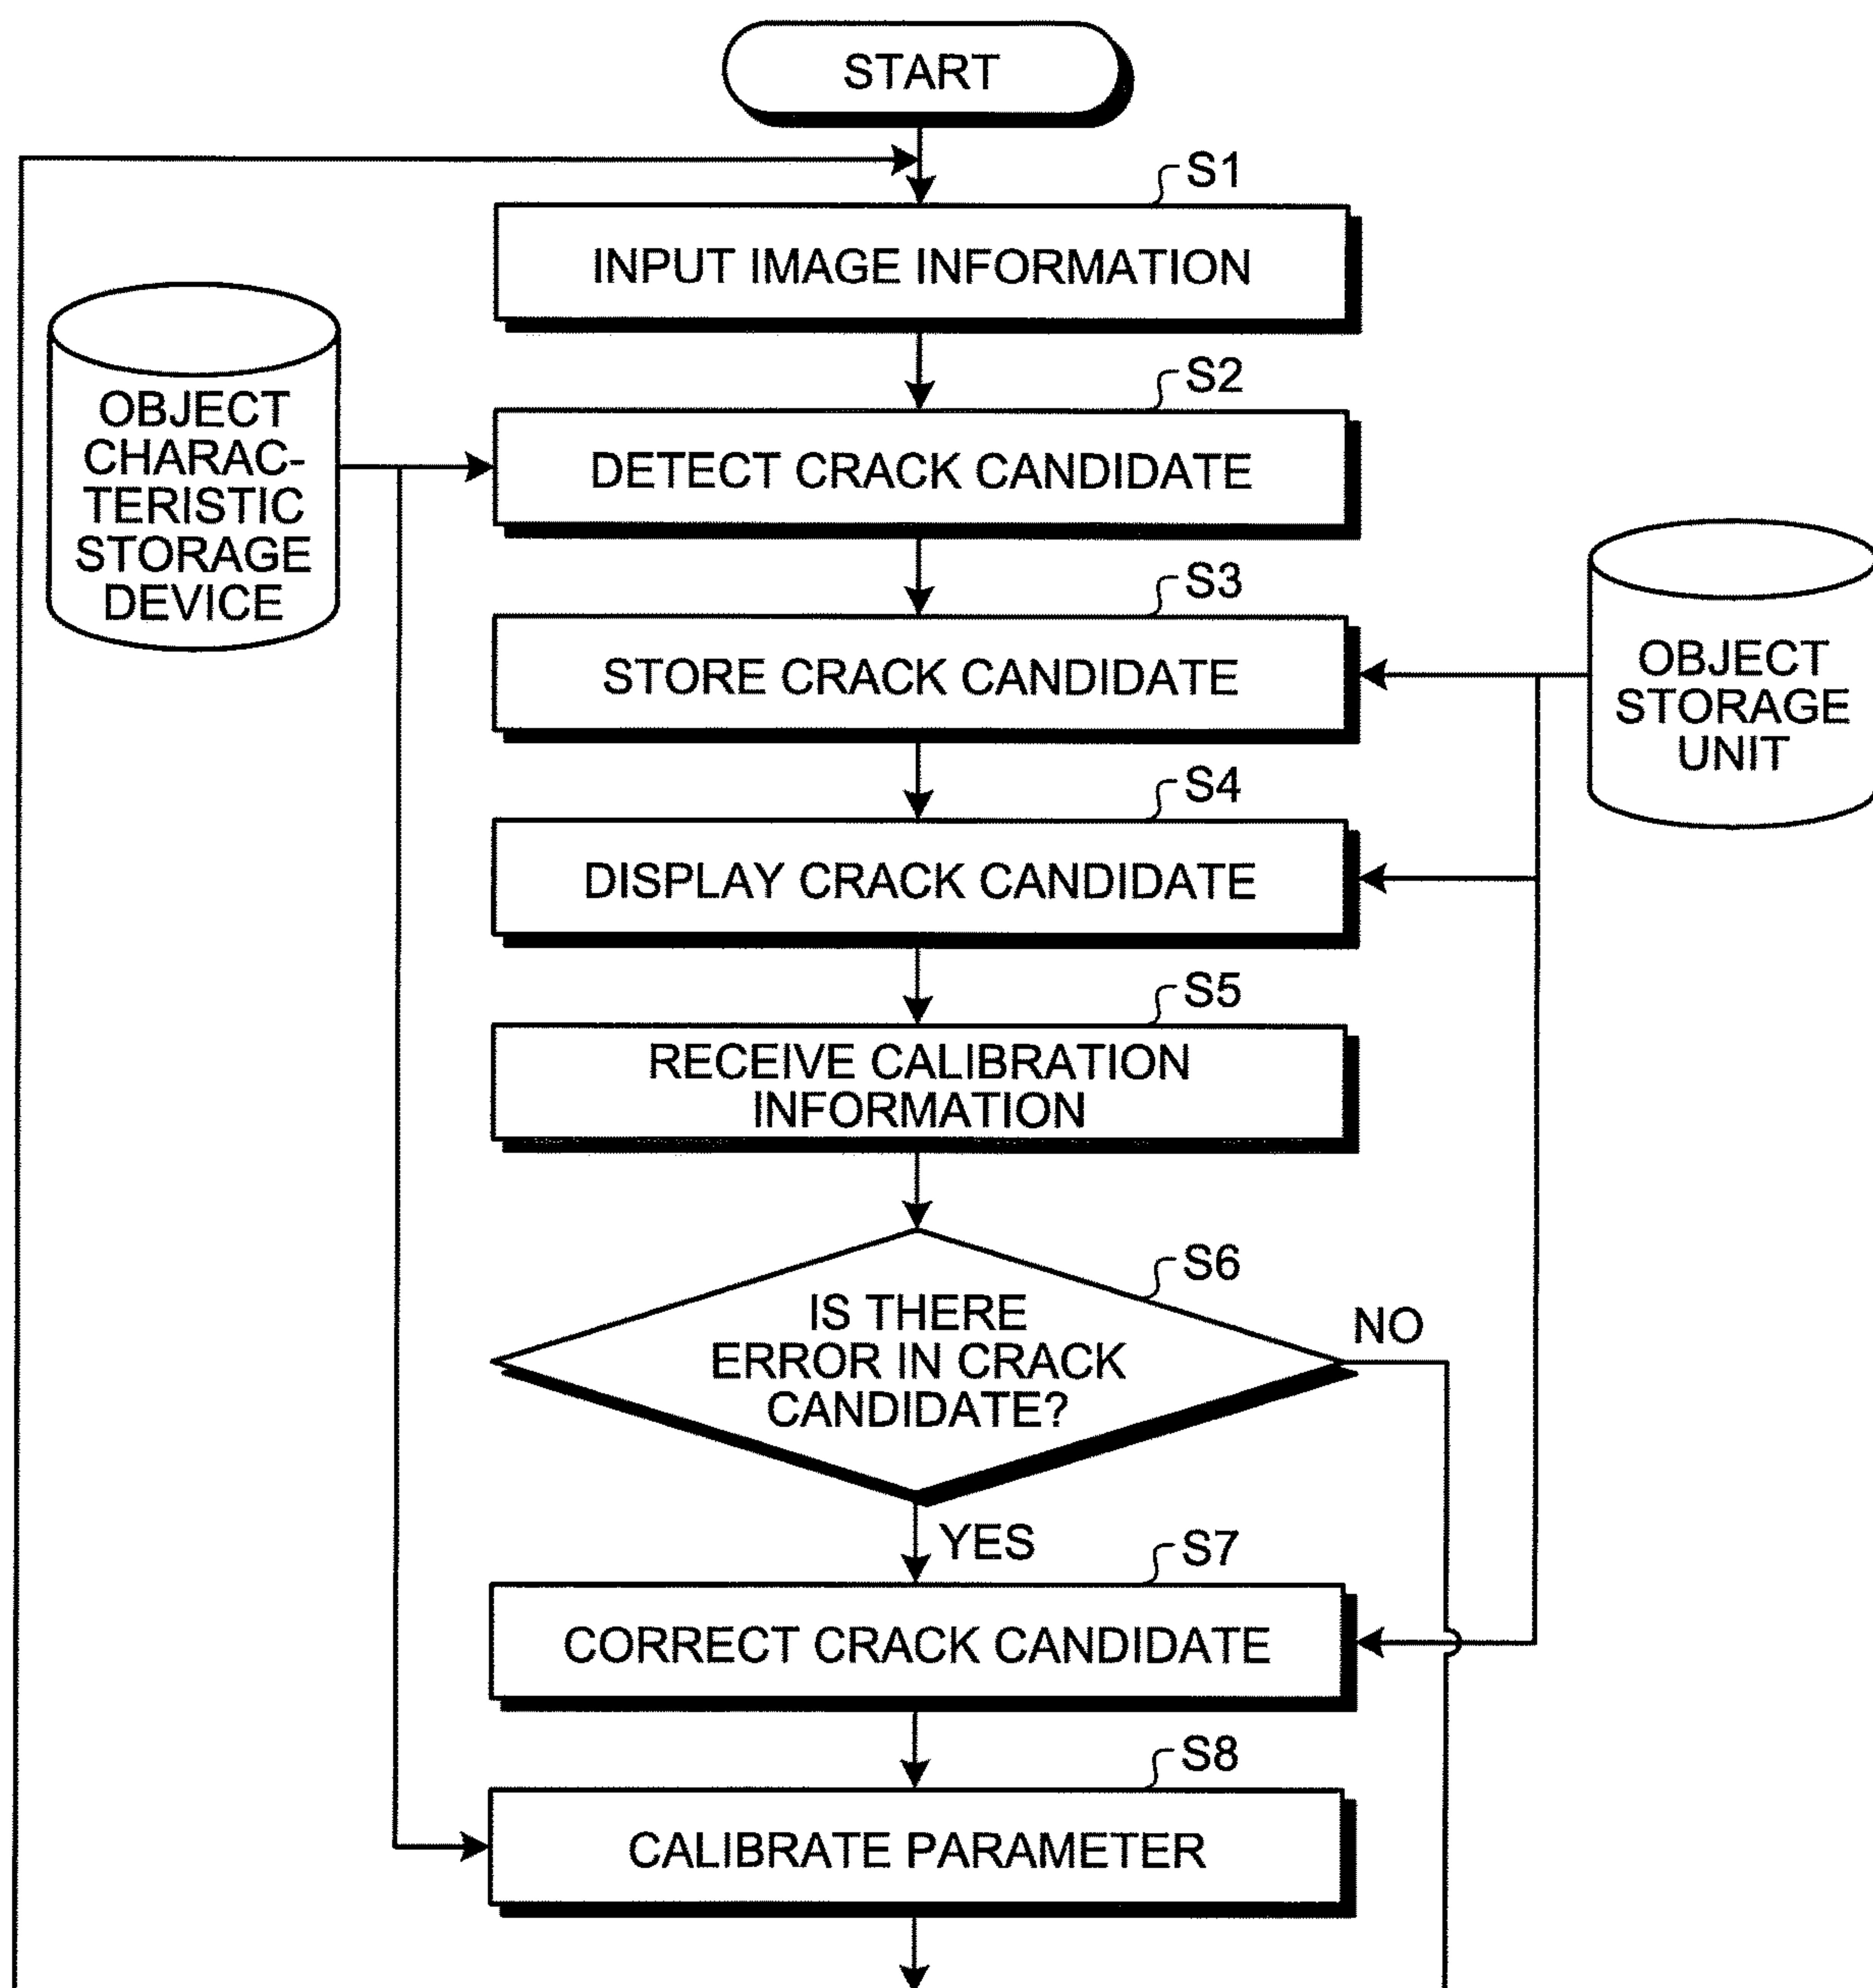 START
S1
INPUT IMAGE INFORMATION
OBJECT
CHARAC-
TERISTIC
STORAGE
DEVICE
S2
DETECT CRACK CANDIDATE
S3
STORE CRACK CANDIDATE
OBJECT
STORAGE
UNIT
S4
DISPLAY CRACK CANDIDATE
S5
RECEIVE CALIBRATION
INFORMATION
S6
IS THERE
ERROR IN CRACK
CANDIDATE?
NO
YES
S7
CORRECT CRACK CANDIDATE
S8
CALIBRATE PARAMETER